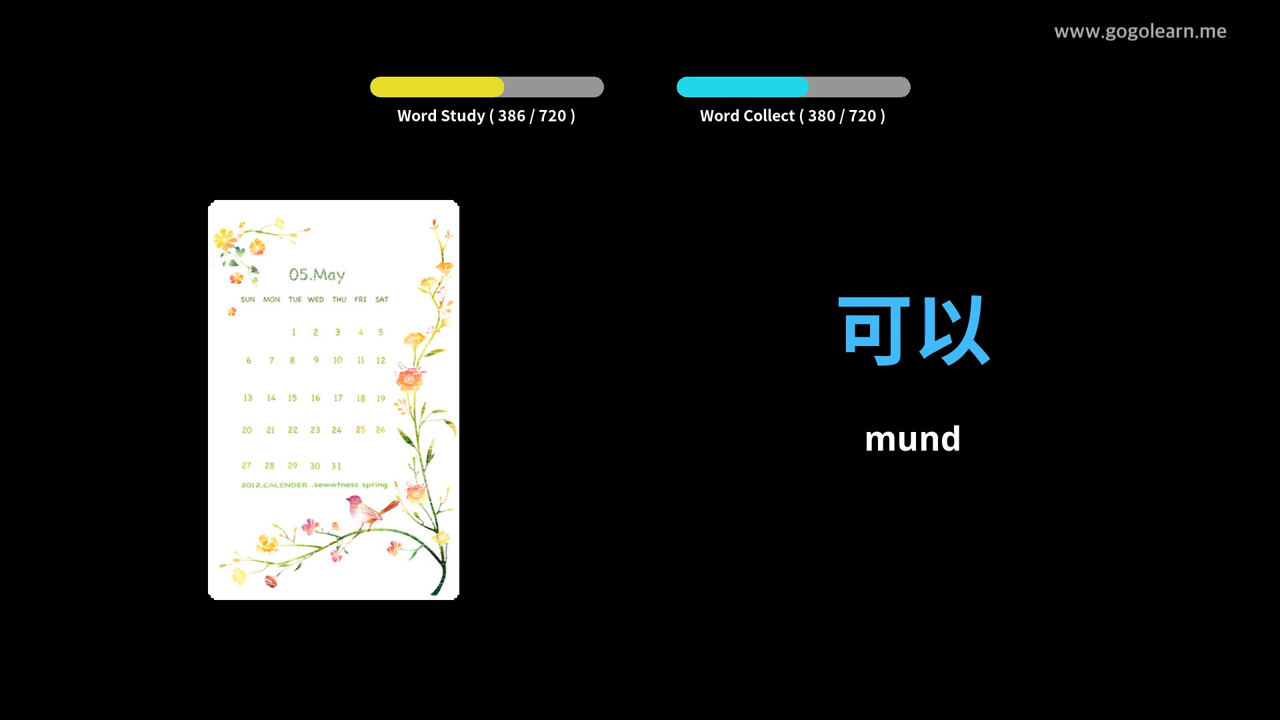 www.gogolearn.me
Word Study ( 386 / 720 )
Word Collect ( 380 / 720 )
05.May
SUN MON TUE WED THU FRI SAT
1 2 3 4 5
6 7 8 9 10 11 12
13 14 15 16 17 18 19
20 21 22 23 24 25 26
27 28 29 30 31
2012.CALENDER .sewwtness spring
可以
mund